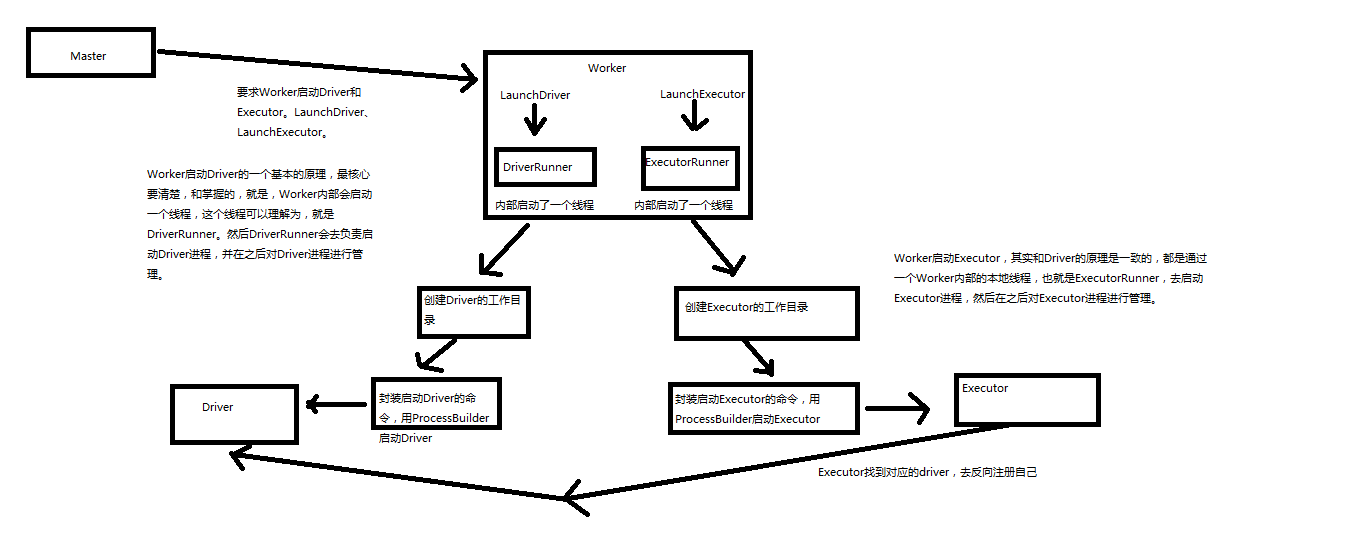 Master
Worker
要求Worker启动Driver和
Executor。LaunchDriver、
LaunchExecutor。
LaunchDriver
LaunchExecutor
DriverRunner
ExecutorRunner
内部启动了一个线程
内部启动了一个线程
Worker启动Driver的一个基本的原理，最核心
要清楚，和掌握的，就是，Worker内部会启动
一个线程，这个线程可以理解为，就是
DriverRunner。然后DriverRunner会去负责启
动Driver进程，并在之后对Driver进程进行管
理。
Worker启动Executor，其实和Driver的原理是一致的，都是通过
一个Worker内部的本地线程，也就是ExecutorRunner，去启动
Executor进程，然后在之后对Executor进程进行管理。
创建Driver的工作目
录
创建Executor的工作目录
Driver
封装启动Driver的命
令，用ProcessBuilder
启动Driver
封装启动Executor的命令，用
ProcessBuilder启动Executor
Executor
Executor找到对应的driver，去反向注册自己